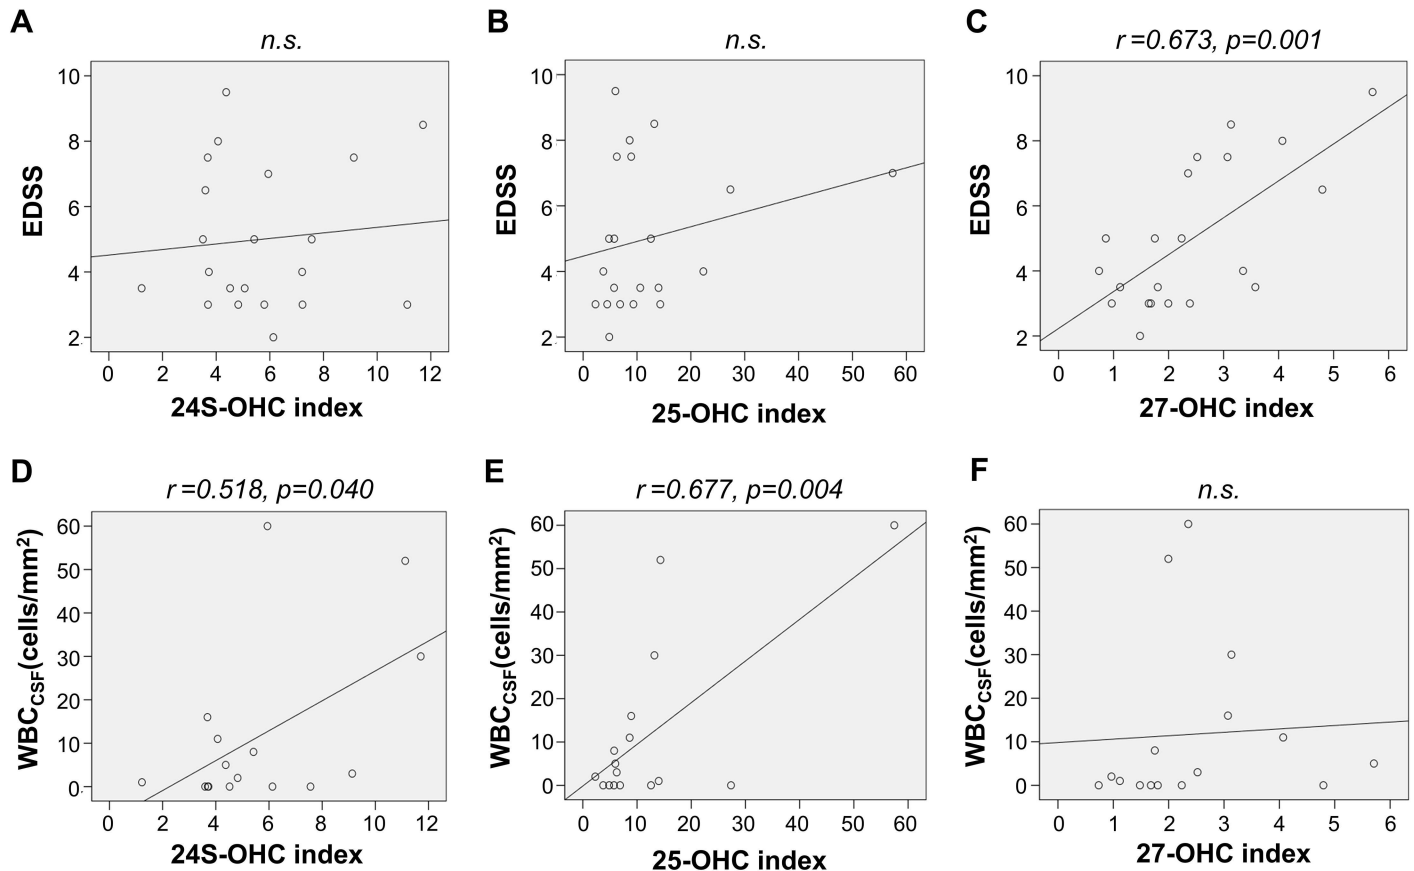 A
n.s.
EDSS
10
8
6
4
2
0 2 4 6 8 10 12
24S-OHC index
B
n.s.
EDSS
10
8
6
4
2
0 10 20 30 40 50 60
25-OHC index
C
r=0.673, p=0.001
EDSS
10
8
6
4
2
0 1 2 3 4 5 6
27-OHC index
D
r=0.518, p=0.040
WBCCSF(cells/mm2)
60
50
40
30
20
10
0
0 2 4 6 8 10 12
24S-OHC index
E
r=0.677, p=0.004
WBCCSF(cells/mm2)
60
50
40
30
20
10
0
0 10 20 30 40 50 60
25-OHC index
F
n.s.
WBCCSF(cells/mm2)
60
50
40
30
20
10
0
0 1 2 3 4 5 6
27-OHC index